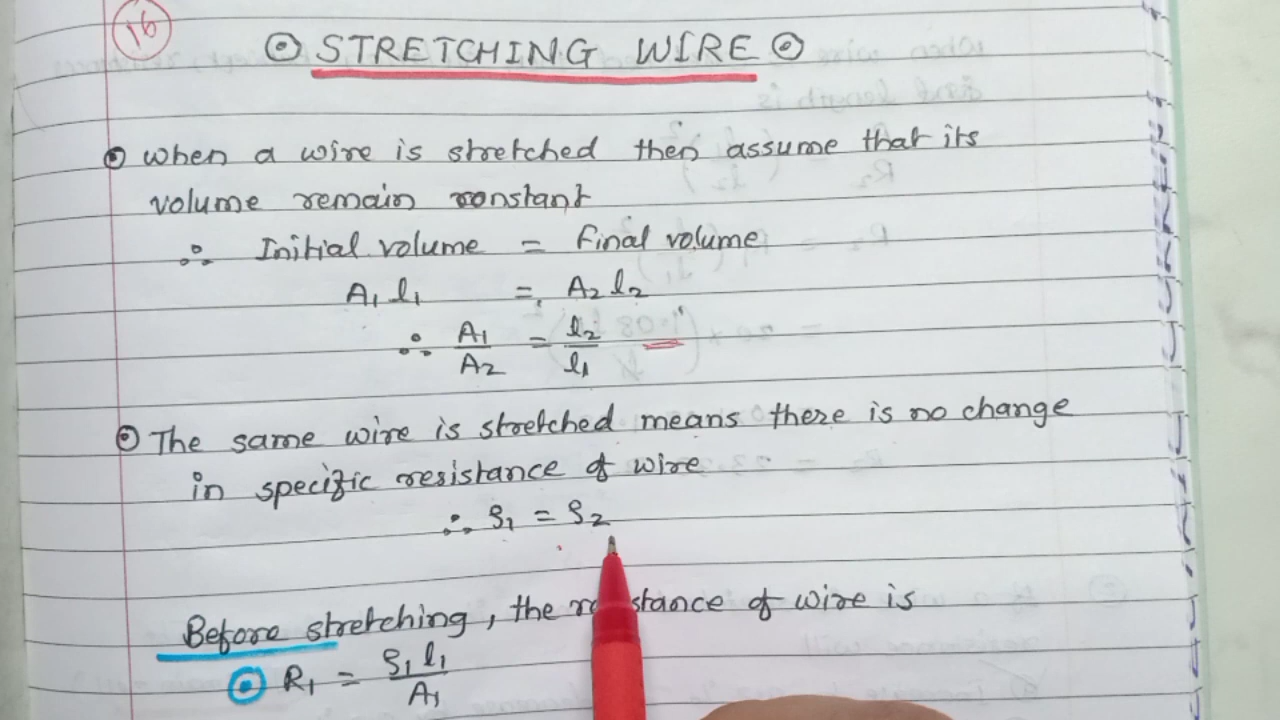 16
STRETCHING WIRE
When a wire is stretched then assume that its
volume remain constant
∴ Initial volume = final volume
A₁ l₁ = A₂ l₂
∴ A₁/A₂ = l₂/l₁
The same wire is stretched means there is no change
in specific resistance of wire
∴ ρ₁ = ρ₂
Before stretching, the resistance of wire is
R₁ = ρ₁ l₁/A₁